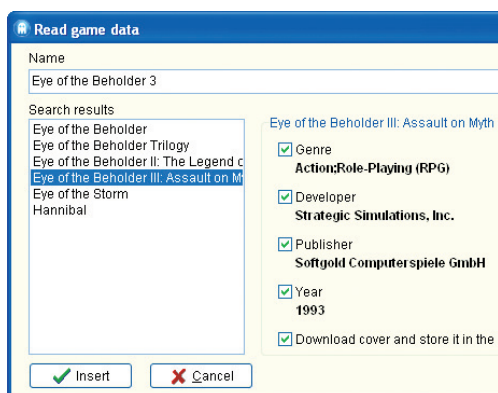 Read game data
Name
Eye of the Beholder 3
Search results
Eye of the Beholder
Eye of the Beholder Trilogy
Eye of the Beholder II: The Legend
Eye of the Beholder III: Assault on
Eye of the Storm
Hannibal
Eye of the Beholder III: Assault on Myth
Genre
Action;Role-Playing (RPG)
Developer
Strategic Simulations, Inc.
Publisher
Softgold Computerspiele GmbH
Year
1993
Download cover and store it in the
Insert
Cancel